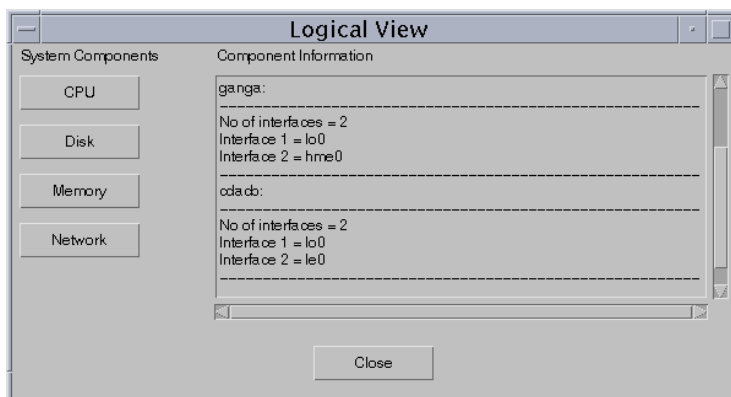 Logical View
System Components
Component Information
CPU
Disk
Memory
Network
ganga:
------------------------------------------------------------
No of interfaces = 2
Interface 1 = lo0
Interface 2 = hme0
------------------------------------------------------------
cdacb:
------------------------------------------------------------
No of interfaces = 2
Interface 1 = lo0
Interface 2 = le0
------------------------------------------------------------
Close